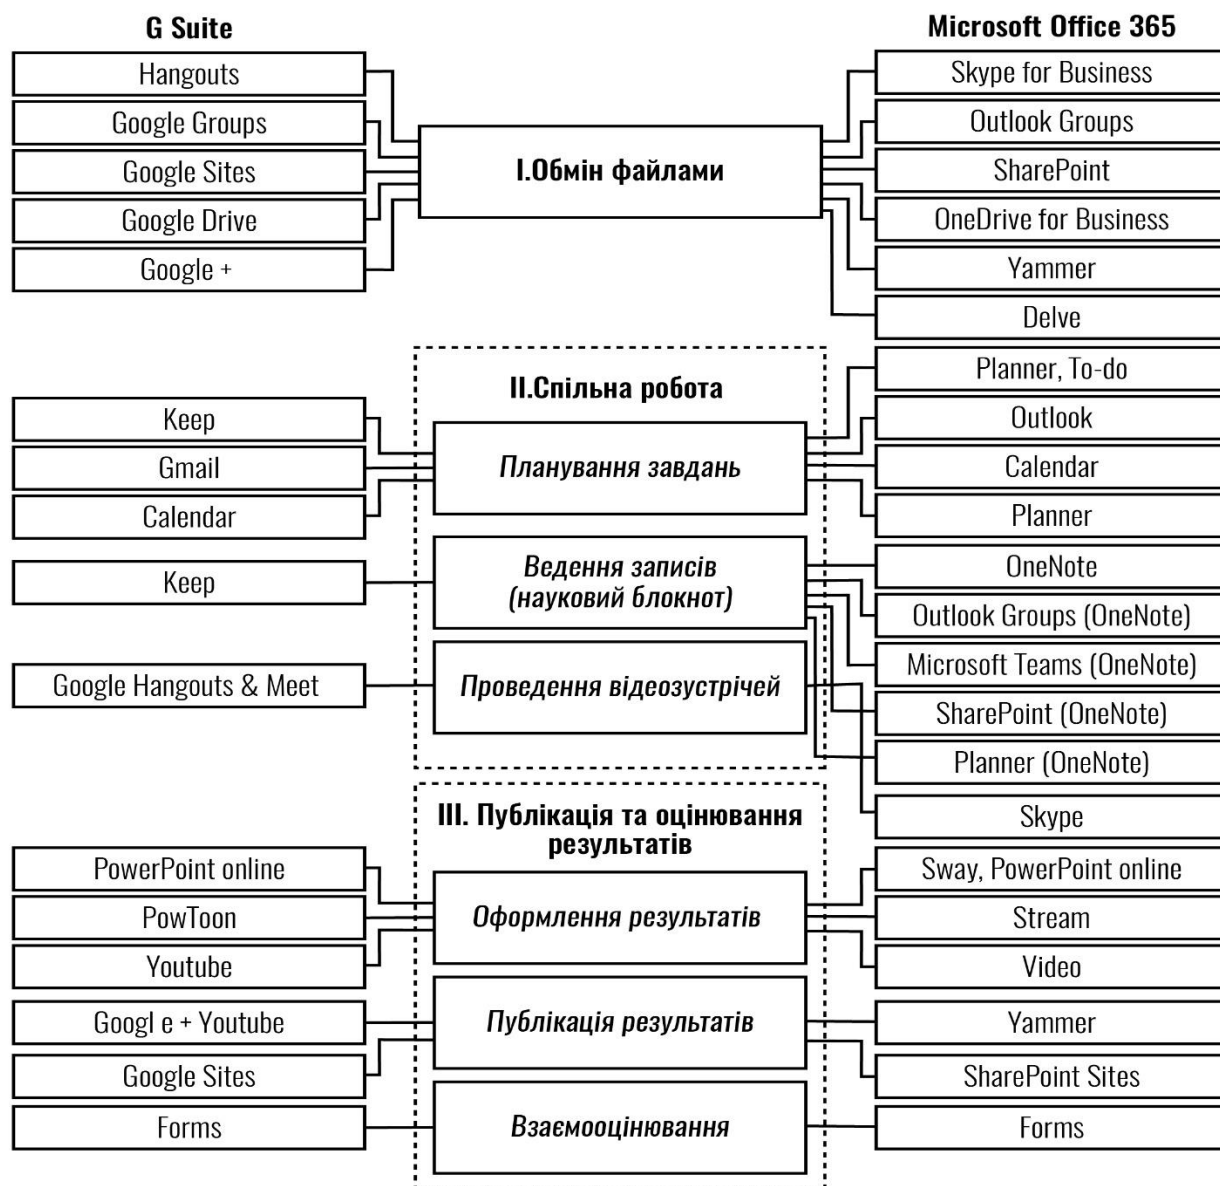 G Suite
Microsoft Office 365
Hangouts
Google Groups
Google Sites
Google Drive
Google +
I.Обмін файлами
Skype for Business
Outlook Groups
SharePoint
OneDrive for Business
Yammer
Delve
II.Спільна робота
Keep
Gmail
Calendar
Планування завдань
Planner, To-do
Outlook
Calendar
Planner
Keep
Ведення записів
(науковий блокнот)
OneNote
Outlook Groups (OneNote)
Microsoft Teams (OneNote)
SharePoint (OneNote)
Planner (OneNote)
Google Hangouts & Meet
Проведення відеозустрічей
Skype
III. Публікація та оцінювання
результатів
PowerPoint online
PowToon
Youtube
Оформлення результатів
Sway, PowerPoint online
Stream
Video
Googl e + Youtube
Google Sites
Публікація результатів
Yammer
SharePoint Sites
Forms
Взаємооцінювання
Forms